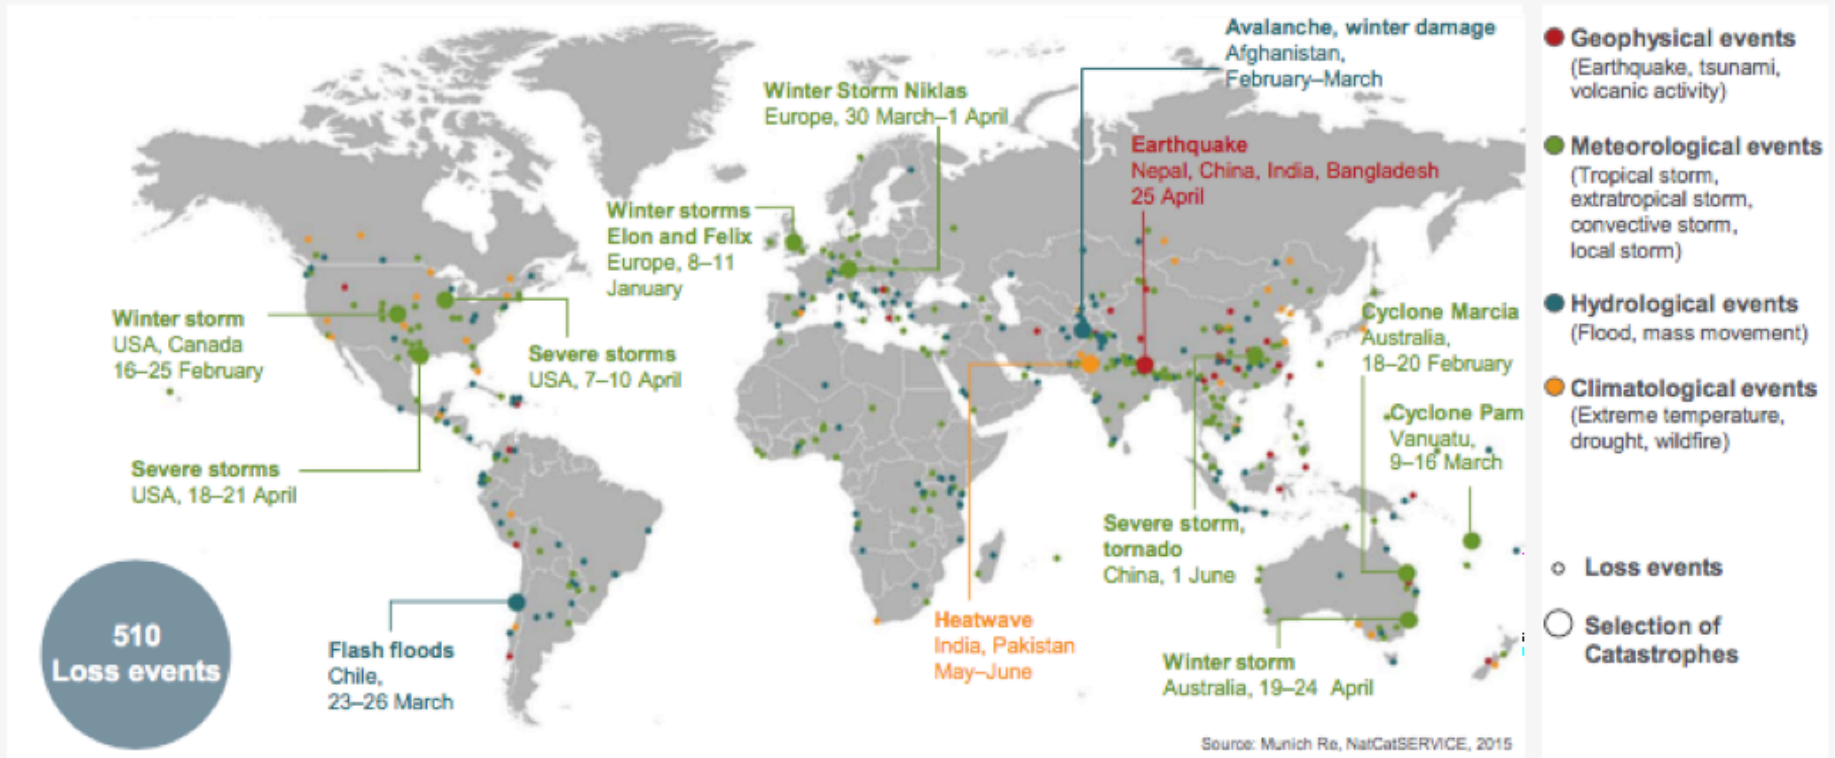 Avalanche, winter damage
Afghanistan,
February–March
Winter Storm Niklas
Europe, 30 March–1 April
Earthquake
Nepal, China, India, Bangladesh
25 April
Winter storms
Elon and Felix
Europe, 8–11
January
Winter storm
USA, Canada
16–25 February
Severe storms
USA, 7–10 April
Cyclone Marcia
Australia,
18–20 February
Cyclone Pam
Vanuatu,
9–16 March
Severe storms
USA, 18–21 April
Severe storm,
tornado
China, 1 June
510
Loss events
Flash floods
Chile,
23–26 March
Heatwave
India, Pakistan
May–June
Winter storm
Australia, 19–24 April
Source: Munich Re, NatCatSERVICE, 2015
Geophysical events
(Earthquake, tsunami,
volcanic activity)
Meteorological events
(Tropical storm,
extratropical storm,
convective storm,
local storm)
Hydrological events
(Flood, mass movement)
Climatological events
(Extreme temperature,
drought, wildfire)
Loss events
Selection of
Catastrophes